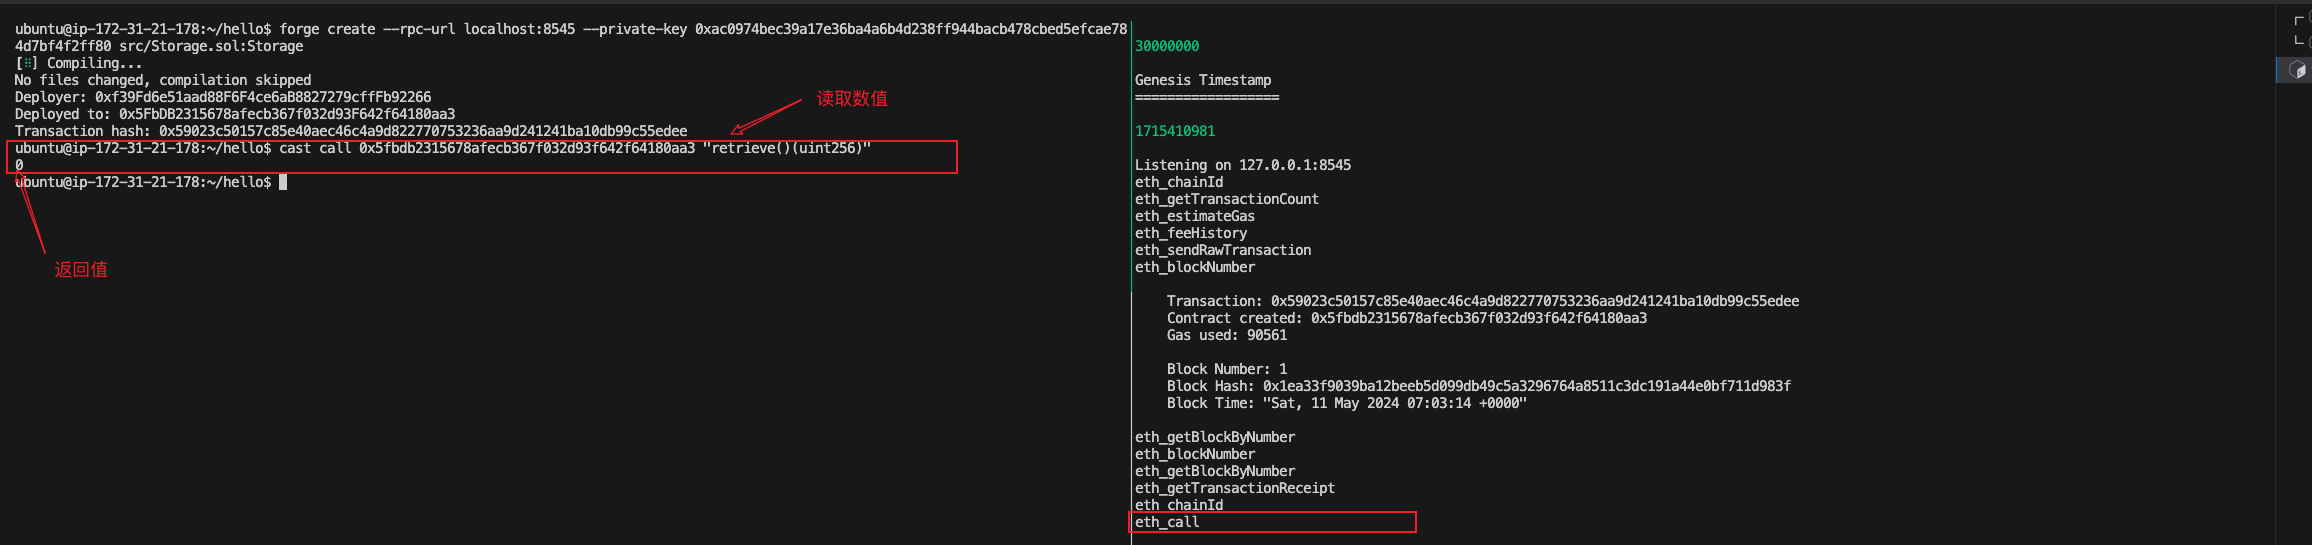 ubuntu@ip-172-31-21-178:~/hello$ forge create --rpc-url localhost:8545 --private-key 0xac0974bec39a17e36ba4a6b4d238ff944bacb478cbed5efcae78
4d7bf4f2ff80 src/Storage.sol:Storage
[⠃] Compiling...
No files changed, compilation skipped
Deployer: 0xf39Fd6e51aad88F6F4ce6aB8827279cffFb92266
Deployed to: 0x5FbDB2315678afecb367f032d93F642f64180aa3
Transaction hash: 0x59023c50157c85e40aec46c4a9d822770753236aa9d241241ba10db99c55edee
读取数值
ubuntu@ip-172-31-21-178:~/hello$ cast call 0x5fbdb2315678afecb367f032d93f642f64180aa3 "retrieve()(uint256)"
0
ubuntu@ip-172-31-21-178:~/hello$
返回值
30000000
Genesis Timestamp
==================
1715410981
Listening on 127.0.0.1:8545
eth_chainId
eth_getTransactionCount
eth_estimateGas
eth_feeHistory
eth_sendRawTransaction
eth_blockNumber
Transaction: 0x59023c50157c85e40aec46c4a9d822770753236aa9d241241ba10db99c55edee
Contract created: 0x5fbdb2315678afecb367f032d93f642f64180aa3
Gas used: 90561
Block Number: 1
Block Hash: 0x1ea33f9039ba12beeb5d099db49c5a3296764a8511c3dc191a44e0bf711d983f
Block Time: "Sat, 11 May 2024 07:03:14 +0000"
eth_getBlockByNumber
eth_blockNumber
eth_getBlockByNumber
eth_getTransactionReceipt
eth_chainId
eth_call